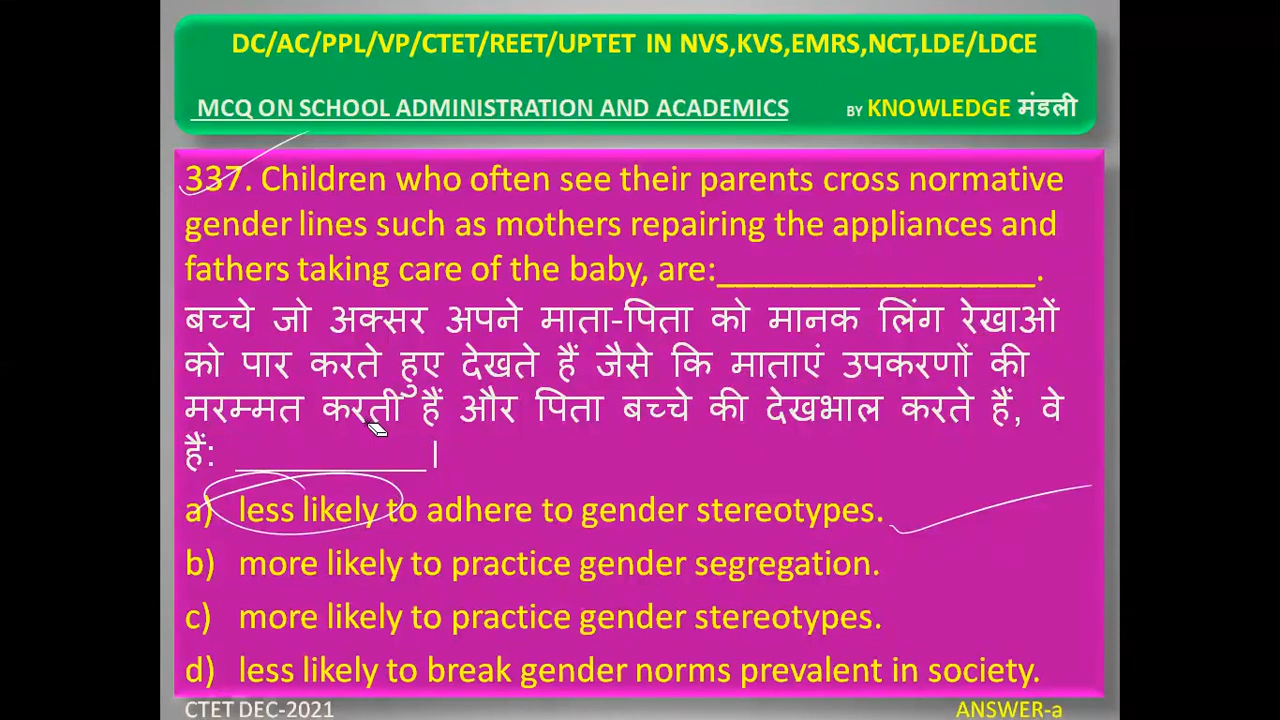 DC/AC/PPL/VP/CTET/REET/UPTET IN NVS,KVS,EMRS,NCT,LDE/LDCE
MCQ ON SCHOOL ADMINISTRATION AND ACADEMICS BY KNOWLEDGE मंडली
337. Children who often see their parents cross normative
gender lines such as mothers repairing the appliances and
fathers taking care of the baby, are:_________________.
बच्चे जो अक्सर अपने माता-पिता को मानक लिंग रेखाओं
को पार करते हुए देखते हैं जैसे कि माताएं उपकरणों की
मरम्मत करती हैं और पिता बच्चे की देखभाल करते हैं, वे
हैं: ___________।
a) less likely to adhere to gender stereotypes.
b) more likely to practice gender segregation.
c) more likely to practice gender stereotypes.
d) less likely to break gender norms prevalent in society.
CTET DEC-2021 ANSWER-a